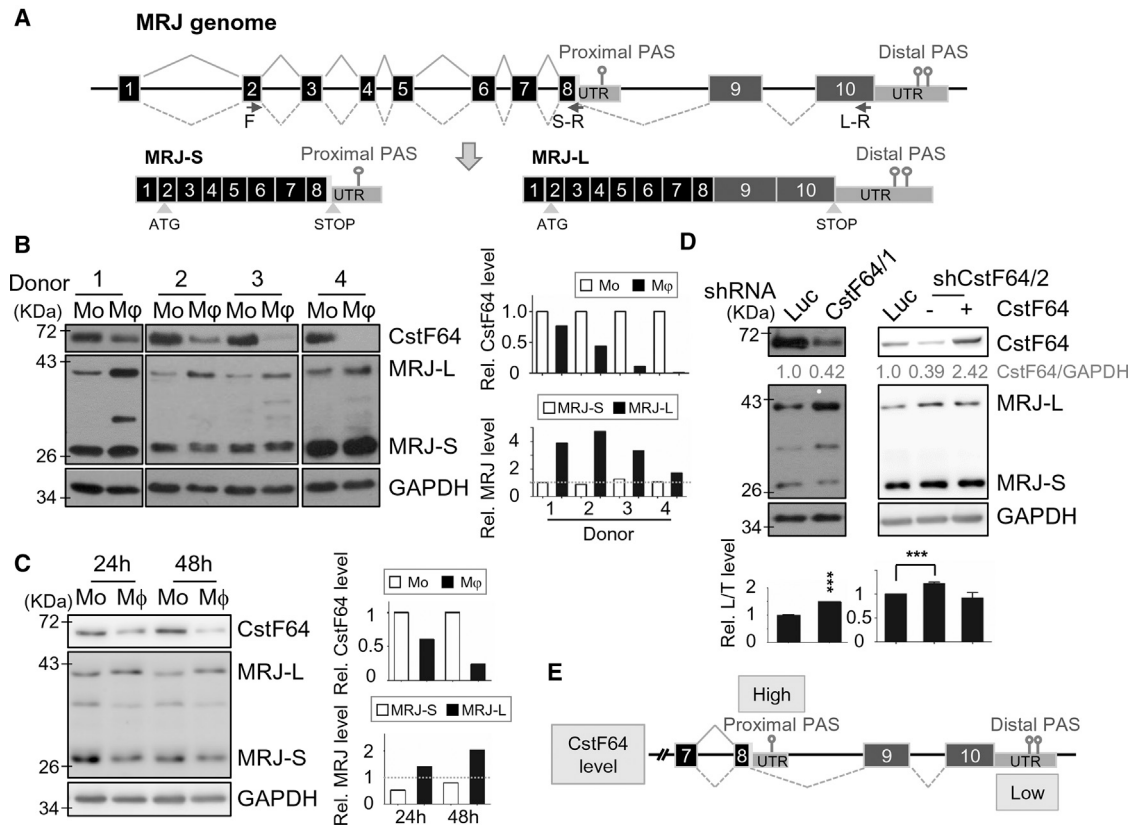 A
MRJ genome
Proximal PAS
Distal PAS
1 2 3 4 5 6 7 8 UTR 9 10 UTR
F S-R L-R
MRJ-S
Proximal PAS
1 2 3 4 5 6 7 8 UTR
ATG STOP
MRJ-L
Distal PAS
1 2 3 4 5 6 7 8 9 10 UTR
ATG STOP
B
Donor 1 2 3 4
(KDa) Mo Mφ Mo Mφ Mo Mφ Mo Mφ
72 CstF64
43 MRJ-L
26 MRJ-S
34 GAPDH
Rel. CstF64 level
Mo Mφ
1.0
0.5
0
Rel. MRJ level
MRJ-S MRJ-L
4
2
1
0
1 2 3 4
Donor
C
24h 48h
(KDa) Mo Mϕ Mo Mϕ
72 CstF64
43 MRJ-L
26 MRJ-S
34 GAPDH
Rel. CstF64 level
Mo Mφ
1
0.5
0
Rel. MRJ level
MRJ-S MRJ-L
2
1
0
24h 48h
D
shRNA Luc CstF64/1
(KDa)
shCstF64/2
Luc - + CstF64
72 CstF64
1.0 0.42 1.0 0.39 2.42 CstF64/GAPDH
43 MRJ-L
26 MRJ-S
34 GAPDH
Rel. L/T level
2
1
0
***
1
0
***
E
CstF64 level
High
Proximal PAS
Distal PAS
7 8 UTR 9 10 UTR
Low